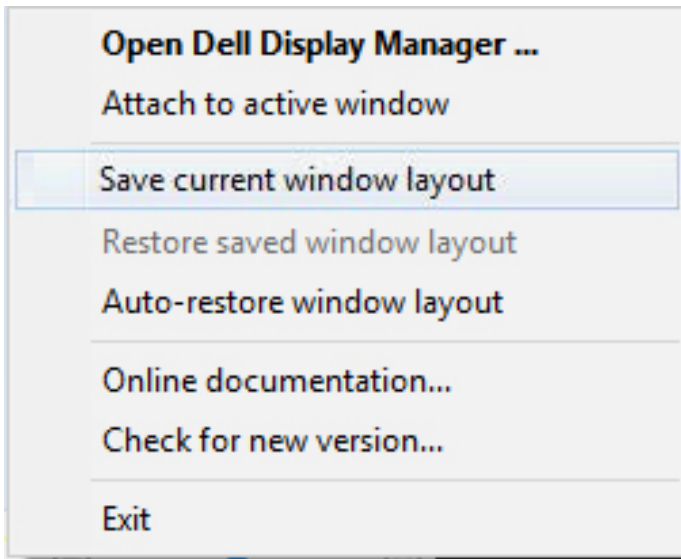 Open Dell Display Manager ...
Attach to active window
Save current window layout
Restore saved window layout
Auto-restore window layout
Online documentation...
Check for new version...
Exit